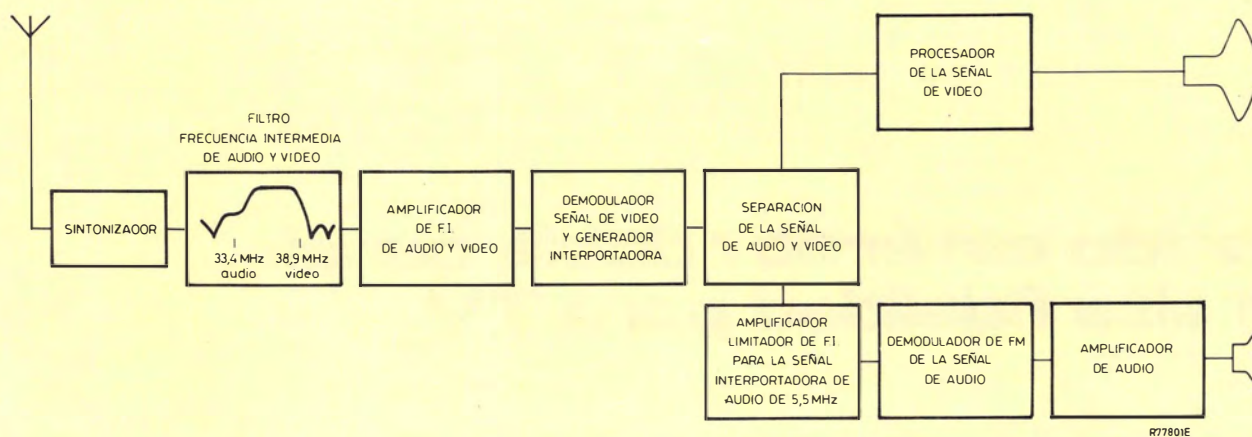 PROCESADOR
DE LA SEÑAL
DE VIDEO
FILTRO
FRECUENCIA INTERMEDIA
DE AUDIO Y VIDEO
33,4 MHz
audio
38,9 MHz
video
SINTONIZAOOR
AMPLIFICADOR
DE F.I.
DE AUDIO Y VIDEO
DEMODULADOR
SEÑAL DE VIDEO
Y GENERADOR
INTERPORTADORA
SEPARACION
DE LA SEÑAL
DE AUDIO Y VIDEO
AMPLIFICADOR
LIMITADOR DE F.I.
PARA LA SEÑAL
INTERPORTADORA DE
AUDIO DE 5,5 MHz
DEMODULADOR DE FM
DE LA SEÑAL
DE AUDIO
AMPLIFICADOR
DE AUDIO
R77801E